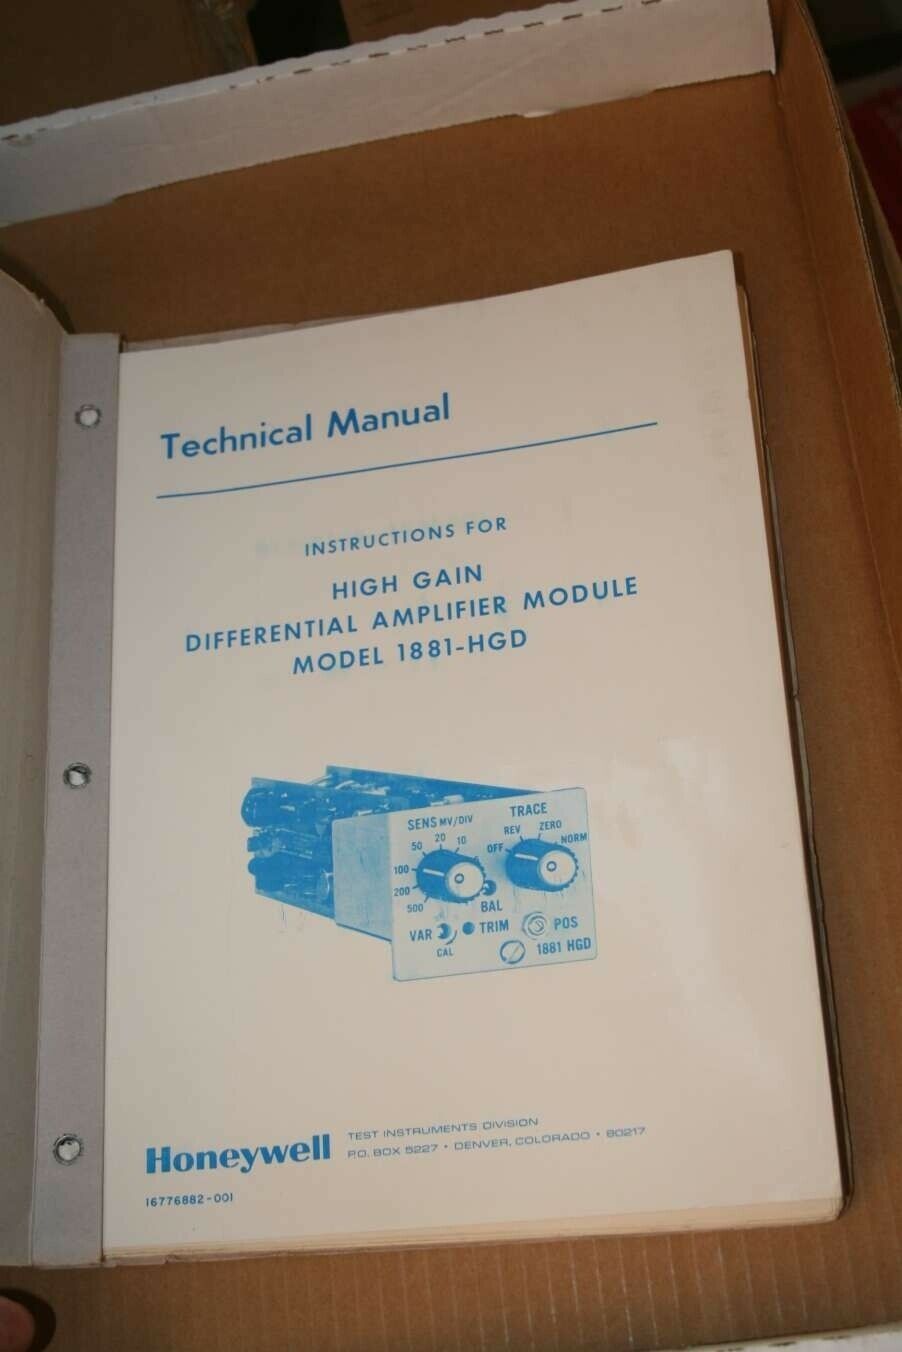 Technical Manual
INSTRUCTIONS FOR
HIGH GAIN
DIFFERENTIAL AMPLIFIER MODULE
MODEL 1881-HGD
SENS MV/DIV
TRACE
50 20 10
REV ZERO
OFF NORM
100
200
500
BAL
VAR TRIM POS
CAL
1881 HGD
Honeywell
TEST INSTRUMENTS DIVISION
P.O. BOX 5227 • DENVER, COLORADO • 80217
16776882-001